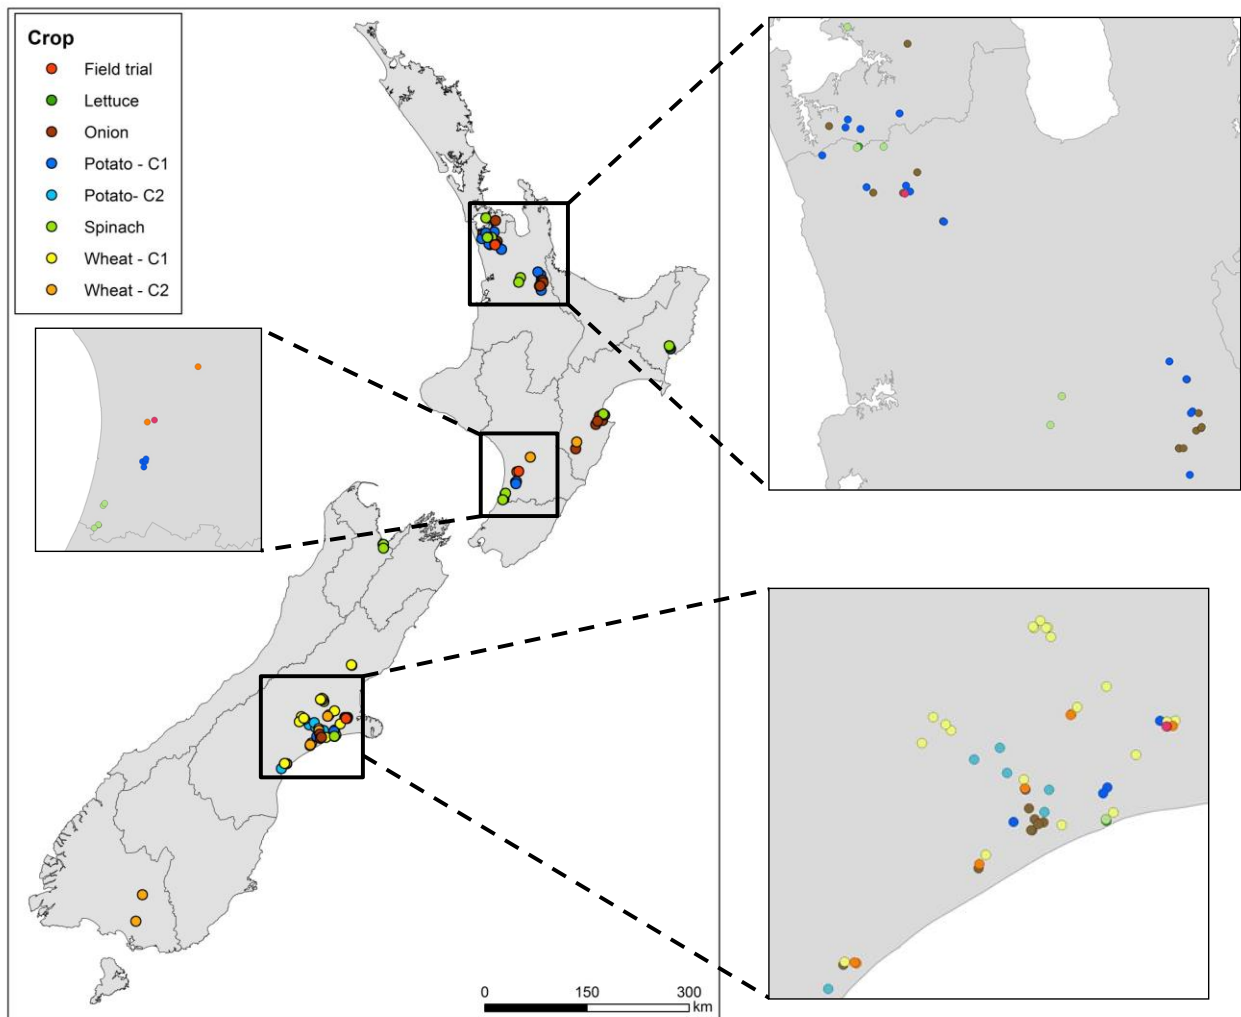 Crop
Field trial
Lettuce
Onion
Potato - C1
Potato- C2
Spinach
Wheat - C1
Wheat - C2
0 150 300
km